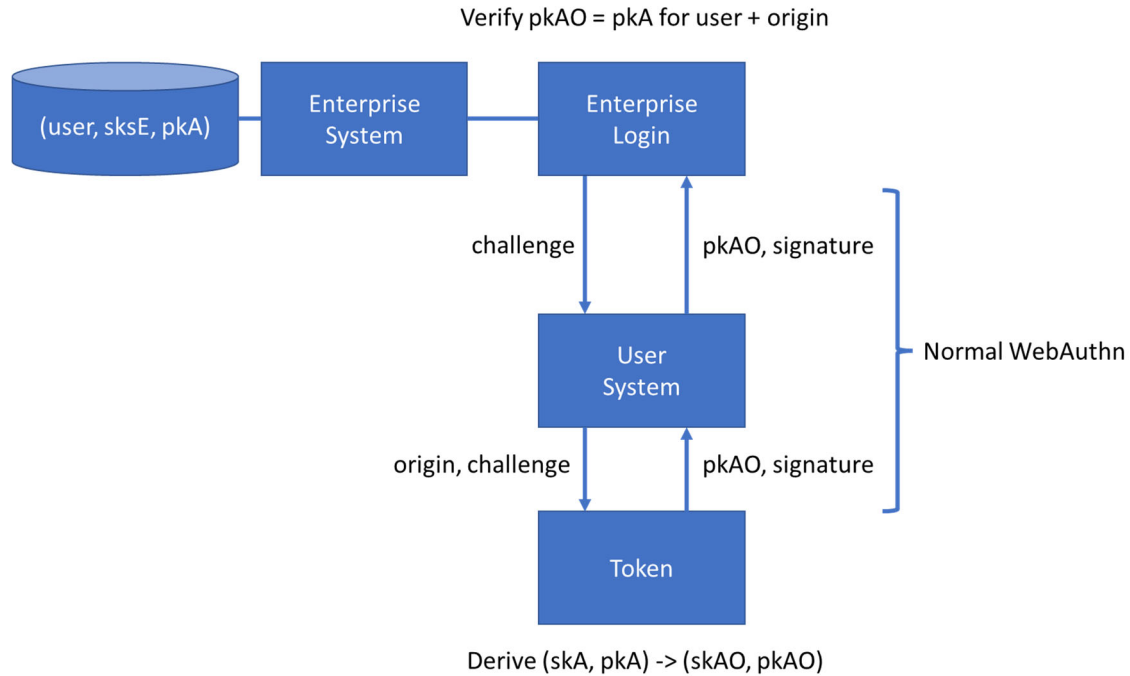 Verify pkAO = pkA for user + origin
(user, sksE, pkA)
Enterprise
System
Enterprise
Login
challenge
pkAO, signature
User
System
Normal WebAuthn
origin, challenge
pkAO, signature
Token
Derive (skA, pkA) -> (skAO, pkAO)